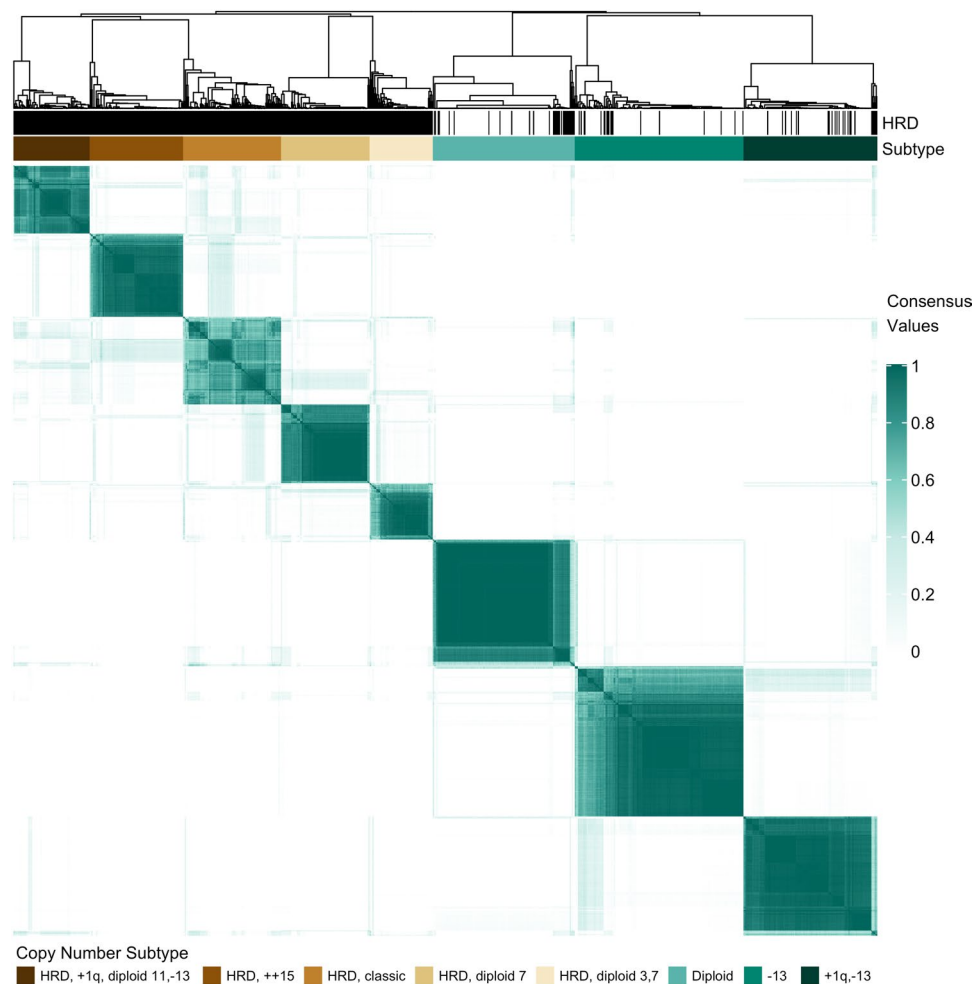 HRD
Subtype
Consensus
Values
1
0.8
0.6
0.4
0.2
0
Copy Number Subtype
HRD, +1q, diploid 11,-13 HRD, ++15 HRD, classic HRD, diploid 7 HRD, diploid 3,7 Diploid -13 +1q,-13